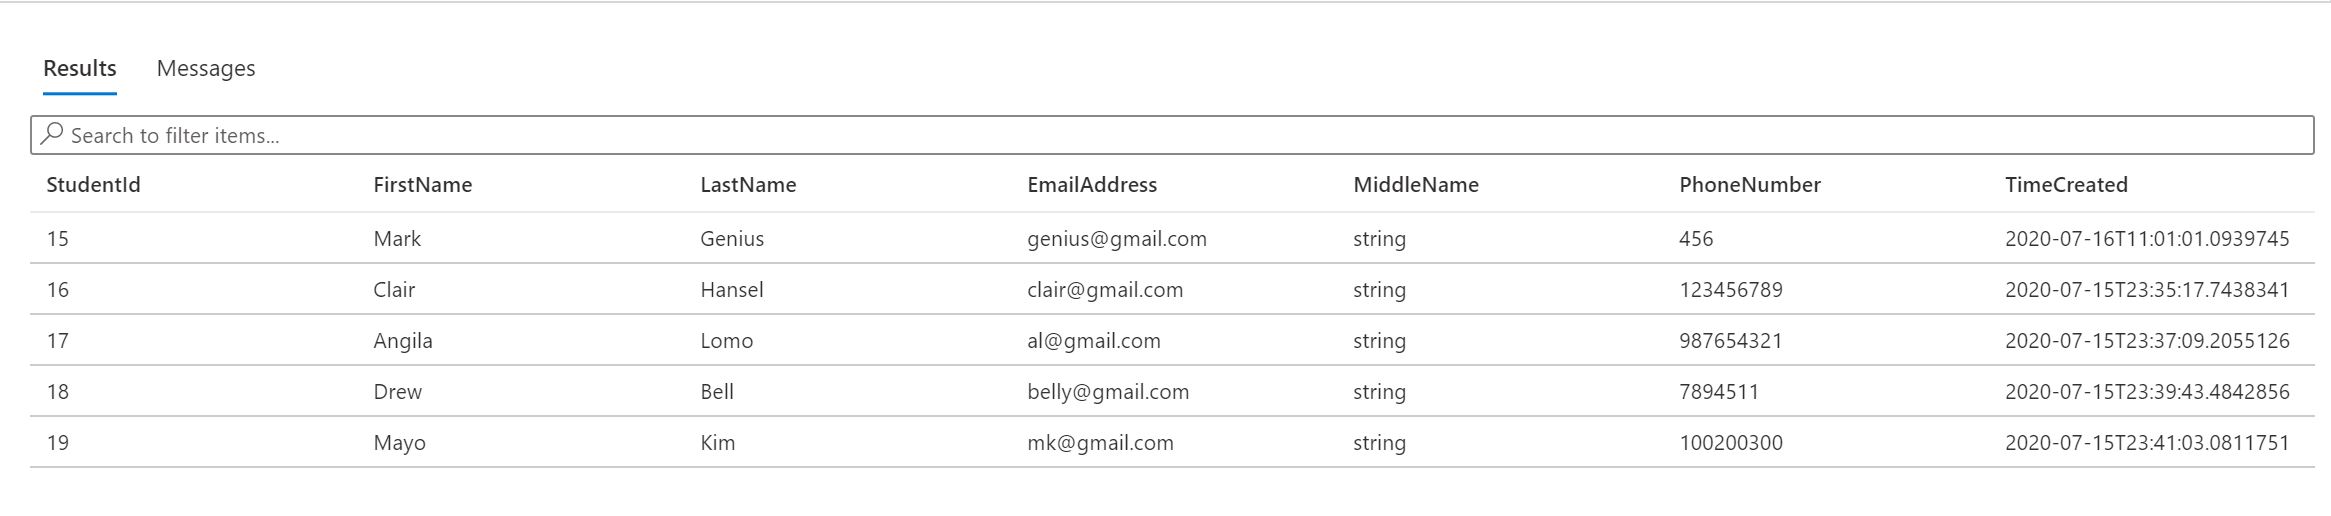 Results Messages
Search to filter items...
StudentId FirstName LastName EmailAddress MiddleName PhoneNumber TimeCreated
15 Mark Genius genius@gmail.com string 456 2020-07-16T11:01:01.0939745
16 Clair Hansel clair@gmail.com string 123456789 2020-07-15T23:35:17.7438341
17 Angila Lomo al@gmail.com string 987654321 2020-07-15T23:37:09.2055126
18 Drew Bell belly@gmail.com string 7894511 2020-07-15T23:39:43.4842856
19 Mayo Kim mk@gmail.com string 100200300 2020-07-15T23:41:03.0811751